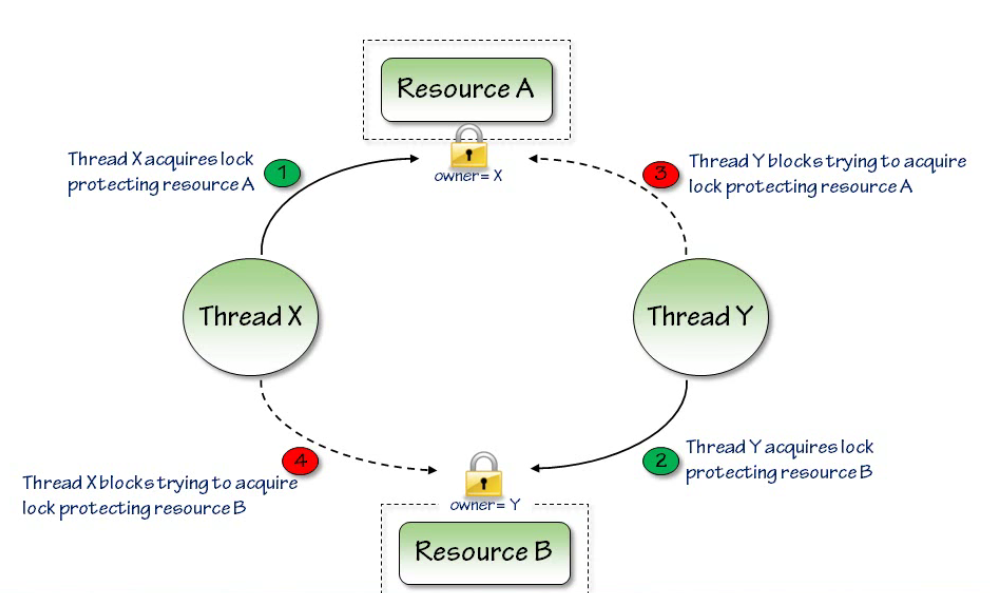 Resource A
Thread X acquires lock
protecting resource A
1
owner= X
3
Thread Y blocks trying to acquire
lock protecting resource A
Thread X
Thread Y
4
Thread X blocks trying to acquire
lock protecting resource B
2
Thread Y acquires lock
protecting resource B
owner= Y
Resource B